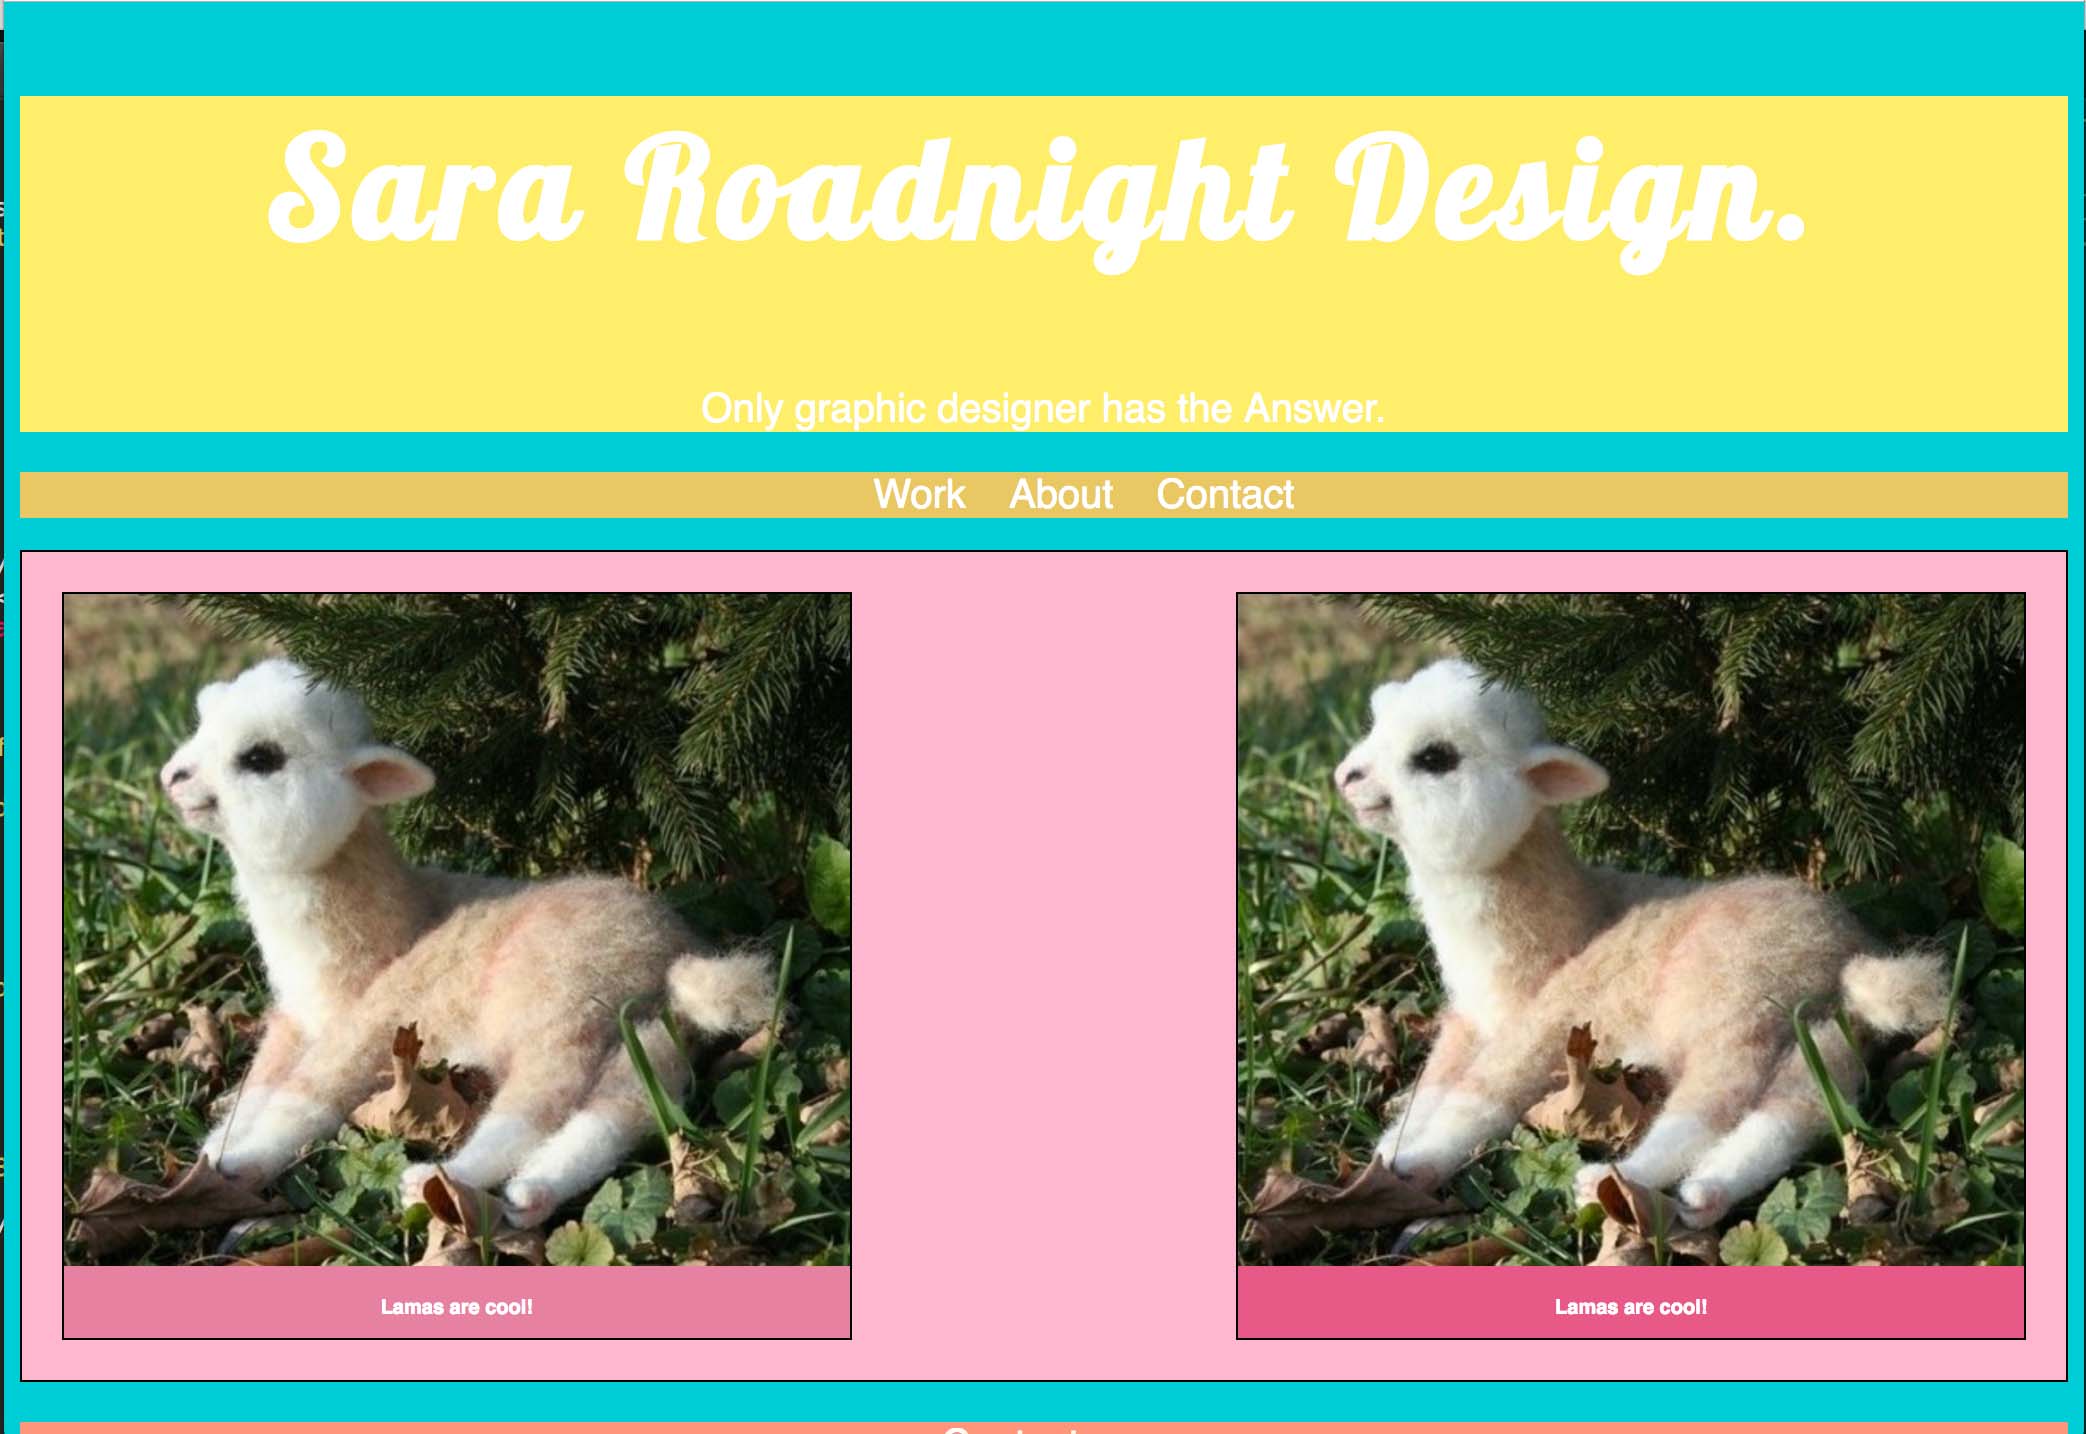 Sara Roadnight Design.
Only graphic designer has the Answer.
Work About Contact
Lamas are cool!
Lamas are cool!